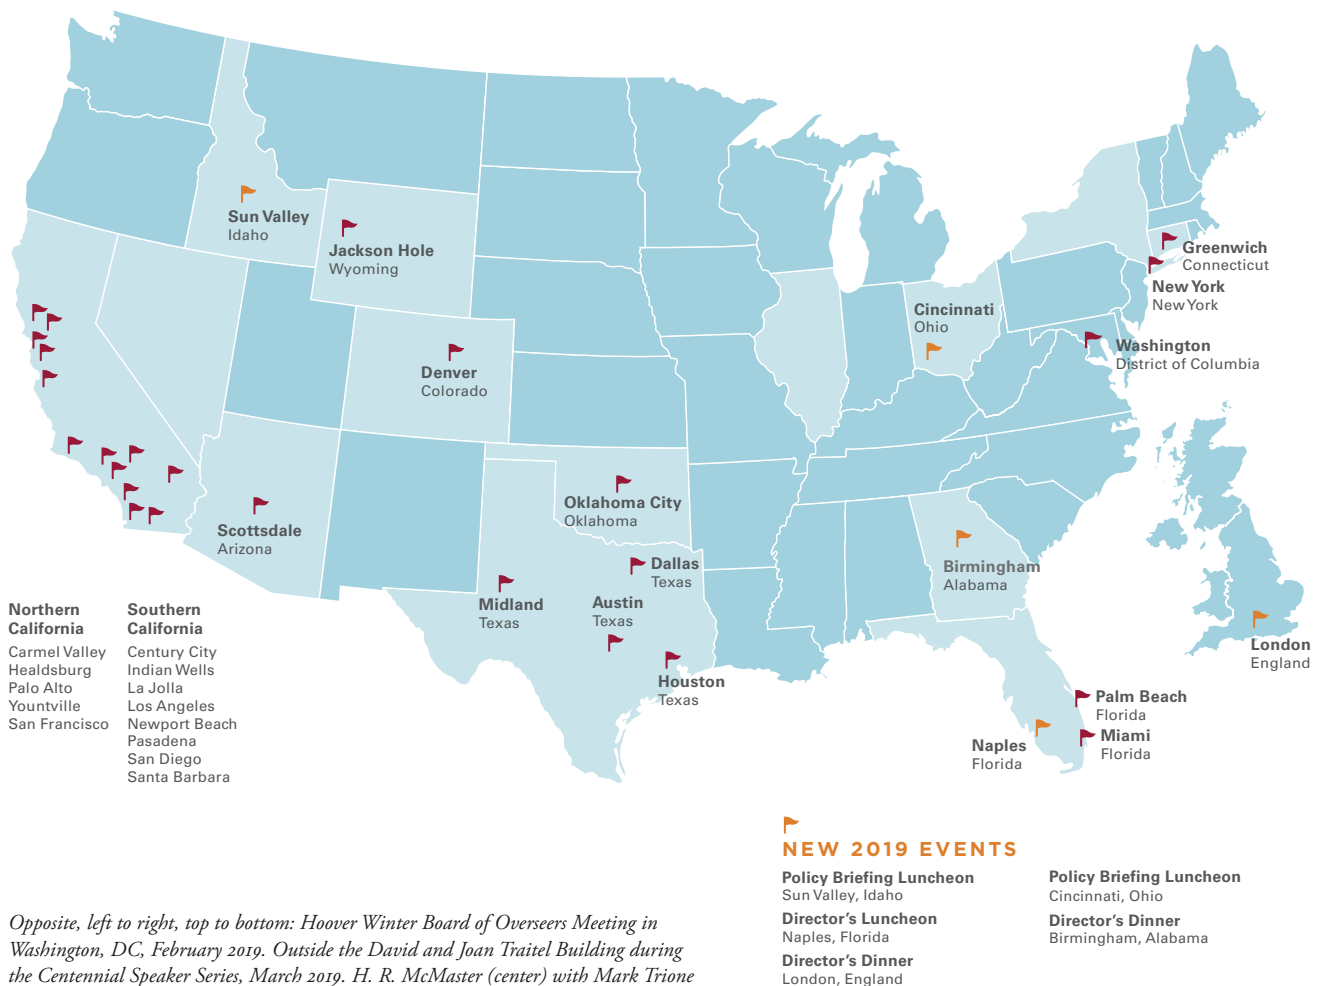 Sun Valley
Idaho
Jackson Hole
Wyoming
Greenwich
Connecticut
New York
New York
Cincinnati
Ohio
Washington
District of Columbia
Denver
Colorado
Oklahoma City
Oklahoma
Scottsdale
Arizona
Birmingham
Alabama
Dallas
Texas
Midland
Texas
Austin
Texas
Houston
Texas
London
England
Palm Beach
Florida
Miami
Florida
Naples
Florida
Northern
California
Carmel Valley
Healdsburg
Palo Alto
Yountville
San Francisco
Southern
California
Century City
Indian Wells
La Jolla
Los Angeles
Newport Beach
Pasadena
San Diego
Santa Barbara
NEW 2019 EVENTS
Policy Briefing Luncheon
Sun Valley, Idaho
Director's Luncheon
Naples, Florida
Director's Dinner
London, England
Policy Briefing Luncheon
Cincinnati, Ohio
Director's Dinner
Birmingham, Alabama
Opposite, left to right, top to bottom: Hoover Winter Board of Overseers Meeting in
Washington, DC, February 2019. Outside the David and Joan Traitel Building during
the Centennial Speaker Series, March 2019. H. R. McMaster (center) with Mark Trione